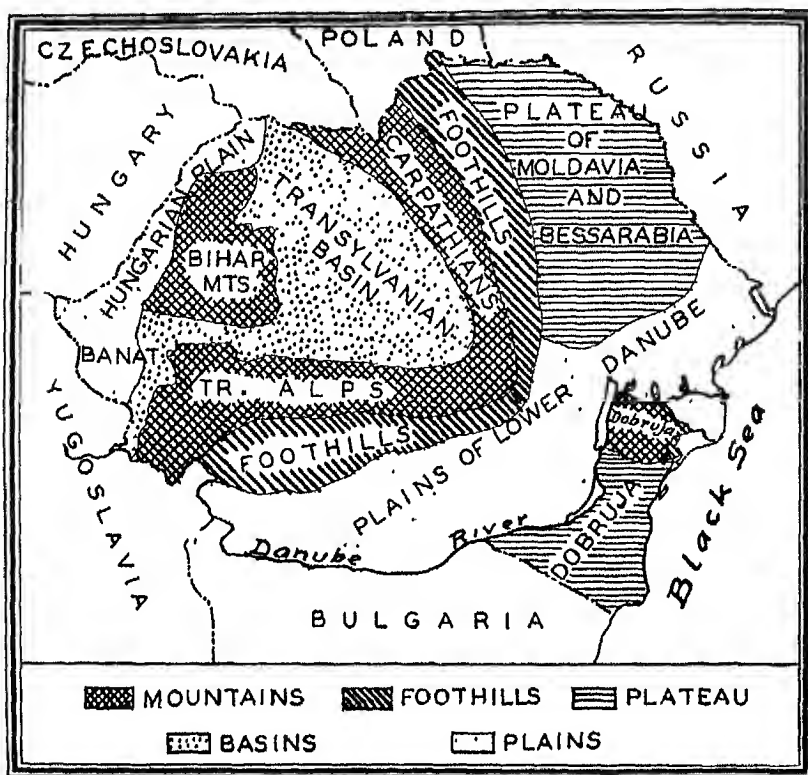 CZECHOSLOVAKIA
POLAND
RUSSIA
HUNGARY
HUNGARIAN PLAIN
PLATEAU
OF
MOLDAVIA
AND
BESSARABIA
FOOTHILLS
CARPATHIANS
TRANSYLVANIAN
BASIN
BIHAR
MTS.
BANAT
TR. ALPS
FOOTHILLS
PLAINS OF LOWER DANUBE
Dobruja
DOBRUJA
Danube River
Black Sea
YUGOSLAVIA
BULGARIA
MOUNTAINS FOOTHILLS PLATEAU
BASINS PLAINS